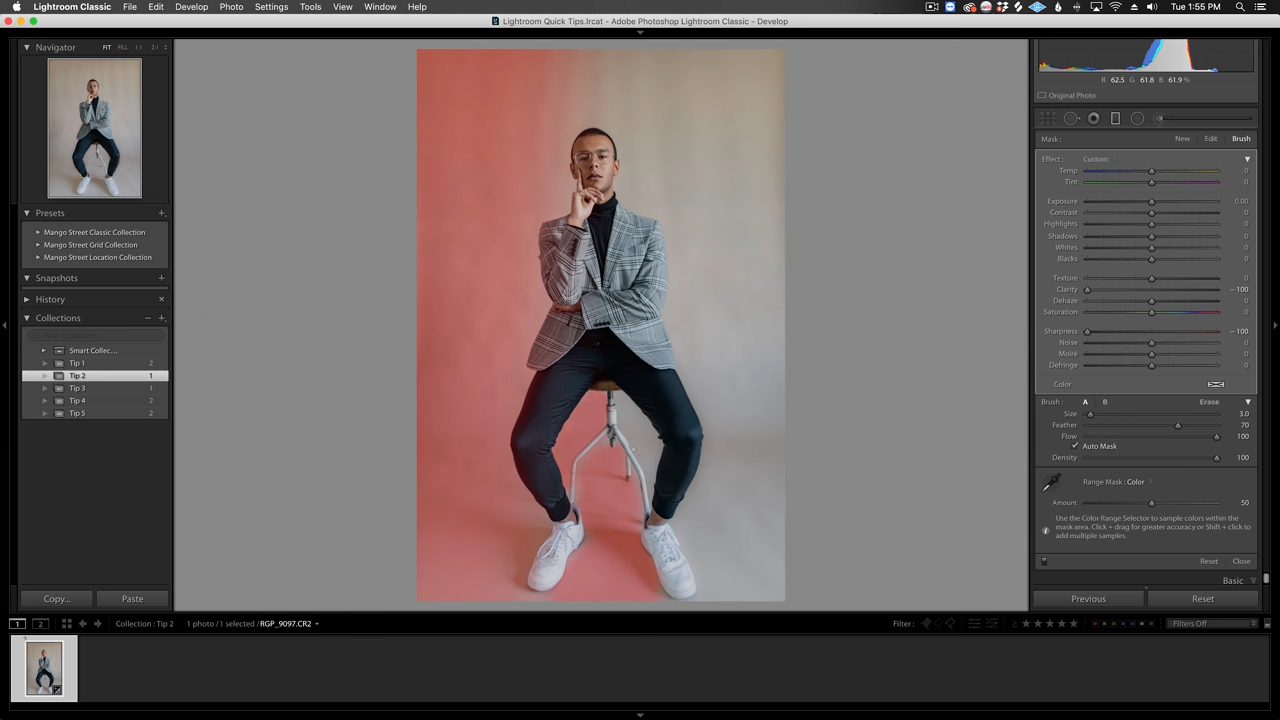 Lightroom Classic File Edit Develop Photo Settings Tools View Window Help Tue 1:55 PM
Lightroom Quick Tips.lrcat - Adobe Photoshop Lightroom Classic - Develop
Navigator FIT FILL 1:1 2:1
Presets
Mango Street Classic Collection
Mango Street Grid Collection
Mango Street Location Collection
Snapshots
History
Collections
Smart Collec...
Tip 1 2
Tip 2 1
Tip 3 1
Tip 4 2
Tip 5 2
Copy... Paste
R 62.5 G 61.8 B 61.9 %
Original Photo
Mask : New Edit Brush
Effect : Custom
Temp 0
Tint 0
Exposure 0.00
Contrast 0
Highlights 0
Shadows 0
Whites 0
Blacks 0
Texture 0
Clarity – 100
Dehaze 0
Saturation 0
Sharpness – 100
Noise 0
Moiré 0
Defringe 0
Color
Brush : A B Erase
Size 3.0
Feather 70
Flow 100
Auto Mask
Density 100
Range Mask : Color
Amount 50
Use the Color Range Selector to sample colors within the
mask area. Click + drag for greater accuracy or Shift + click to
add multiple samples.
Reset Close
Basic
Previous Reset
1 2 Collection : Tip 2 1 photo / 1 selected / RGP_9097.CR2 Filter : Filters Off